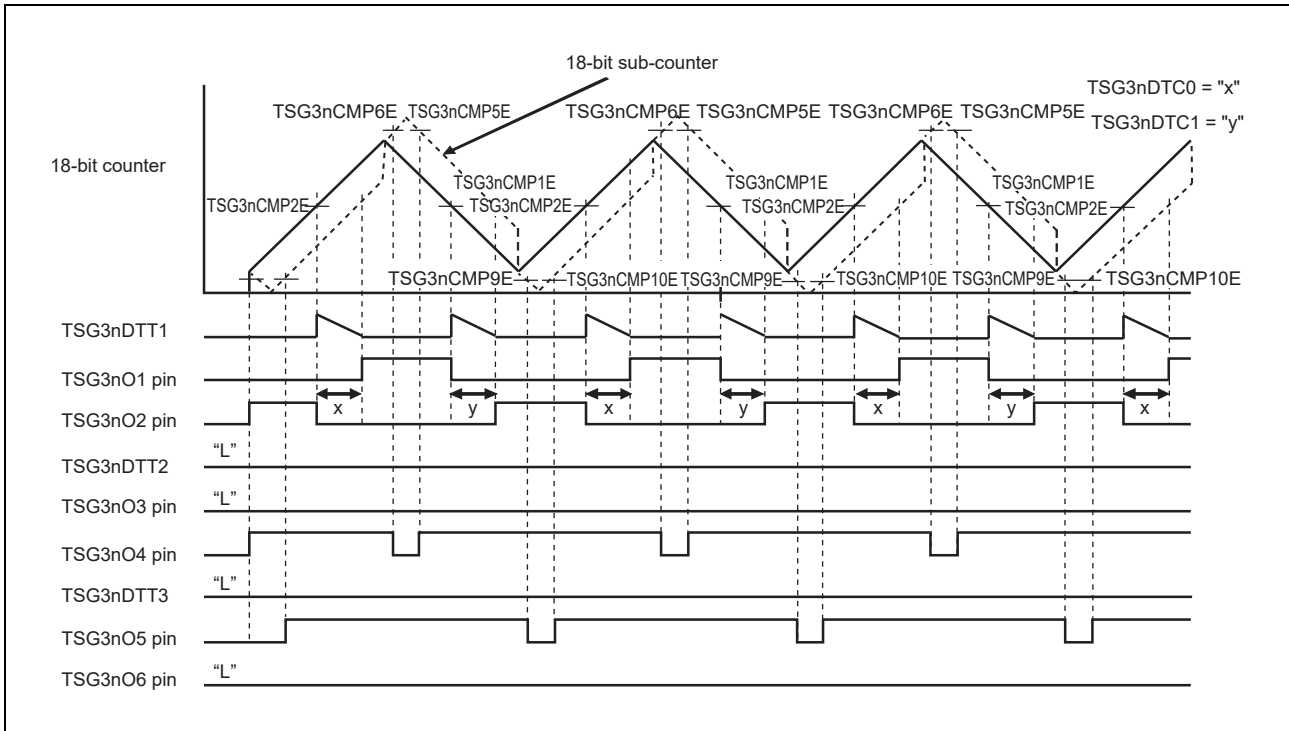 18-bit sub-counter
TSG3nDTC0 = "x"
TSG3nCMP6E TSG3nCMP5E TSG3nCMP6E TSG3nCMP5E TSG3nCMP6E TSG3nCMP5E
TSG3nDTC1 = "y"
18-bit counter
TSG3nCMP1E TSG3nCMP1E
TSG3nCMP2E TSG3nCMP2E TSG3nCMP2E TSG3nCMP2E
TSG3nCMP9E TSG3nCMP10E TSG3nCMP9E TSG3nCMP10E TSG3nCMP9E TSG3nCMP10E
TSG3nDTT1
TSG3nO1 pin
x y x y x y x
TSG3nO2 pin
“L”
TSG3nDTT2
“L”
TSG3nO3 pin
TSG3nO4 pin
“L”
TSG3nDTT3
TSG3nO5 pin
“L”
TSG3nO6 pin